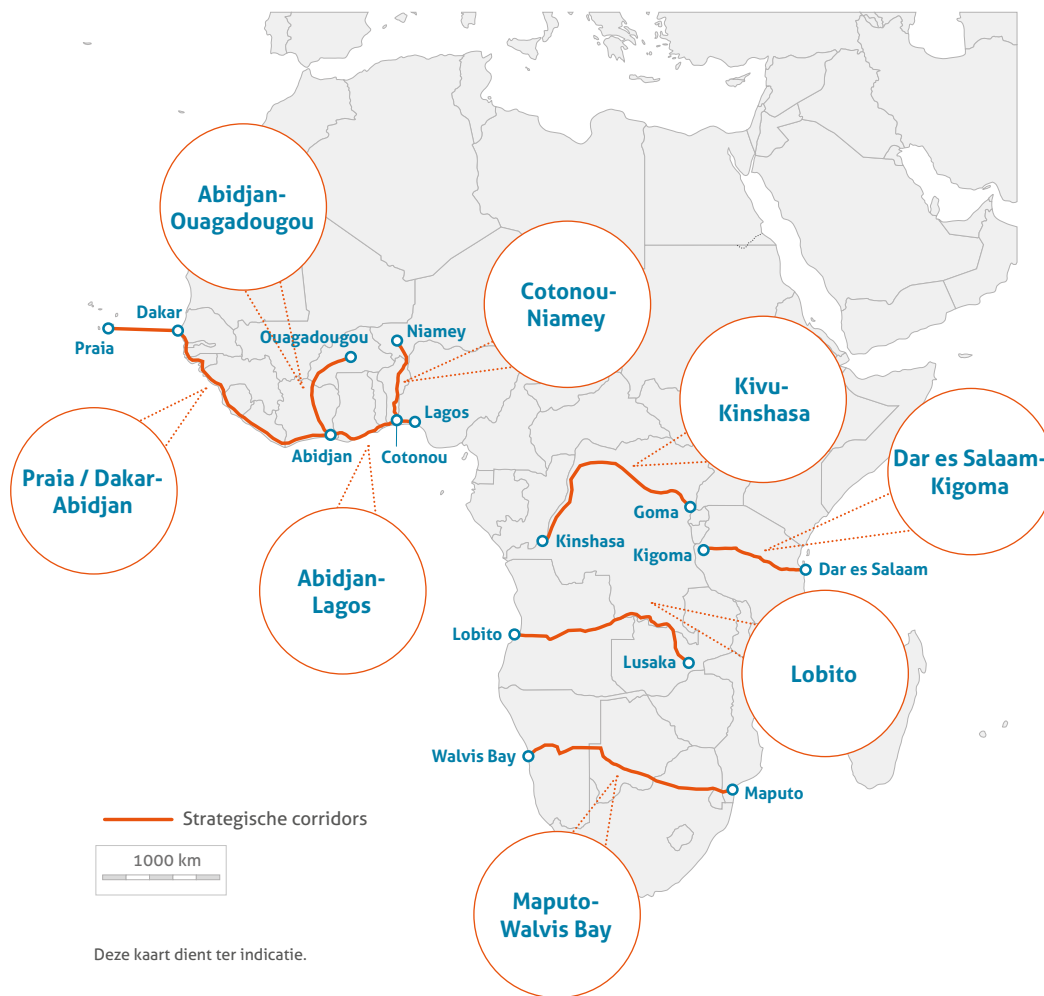 Abidjan-
Ouagadougou
Cotonou-
Niamey
Dakar
Praia
Ouagadougou
Niamey
Kivu-
Kinshasa
Lagos
Abidjan
Cotonou
Praia / Dakar-
Abidjan
Dar es Salaam-
Kigoma
Goma
Kinshasa
Kigoma
Dar es Salaam
Abidjan-
Lagos
Lobito
Lusaka
Lobito
Walvis Bay
Maputo
Strategische corridors
1000 km
Maputo-
Walvis Bay
Deze kaart dient ter indicatie.